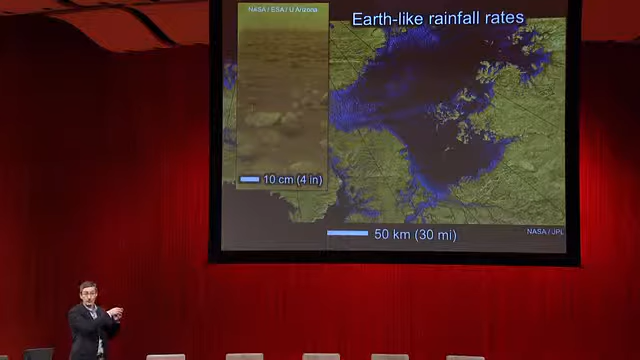 NASA / ESA / U Arizona
Earth-like rainfall rates
10 cm (4 in)
50 km (30 mi)
NASA / JPL